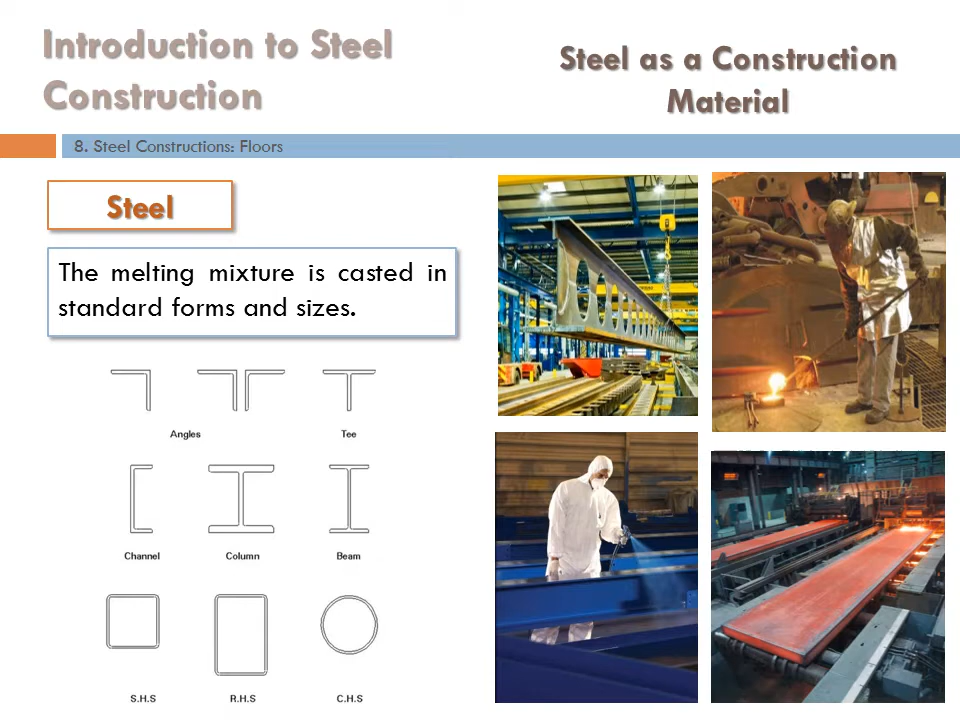 Introduction to Steel
Construction
Steel as a Construction
Material
8. Steel Constructions: Floors
Steel
The melting mixture is casted in
standard forms and sizes.
Angles
Tee
Channel
Column
Beam
S.H.S
R.H.S
C.H.S